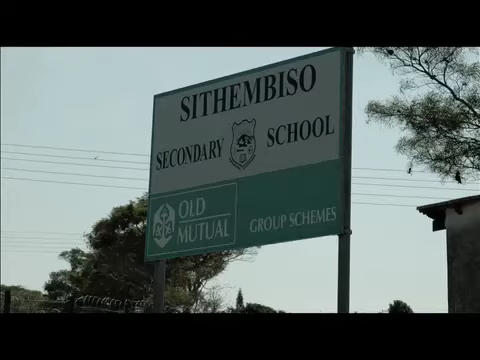 SITHEMBISO
SECONDARY SCHOOL
OLD MUTUAL
GROUP SCHEMES